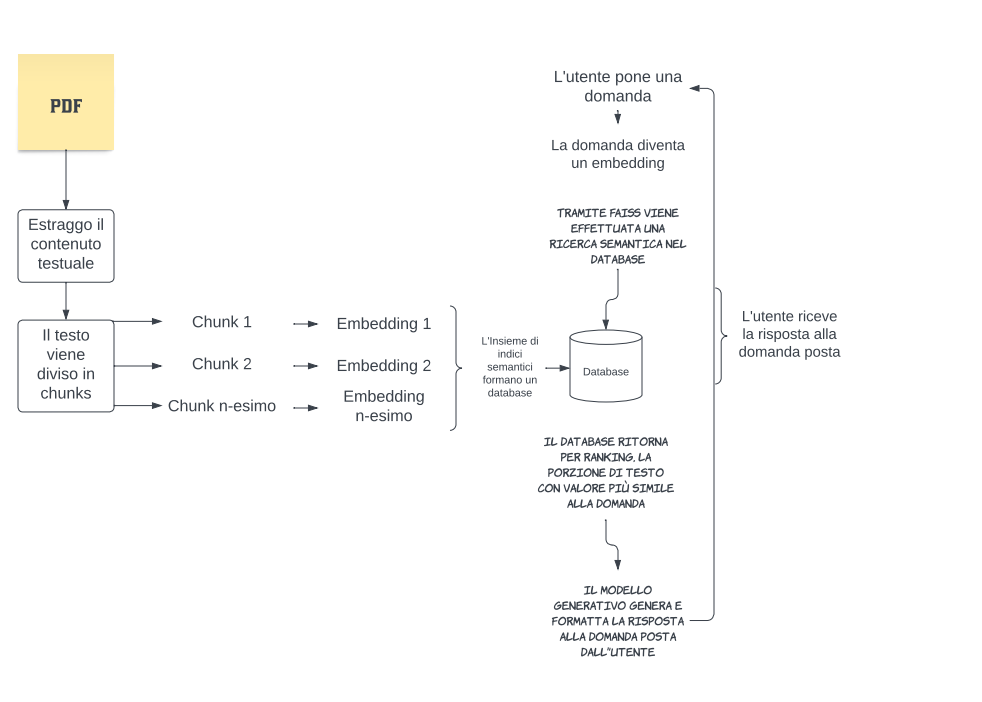 PDF
Estraggo il
contenuto
testuale
Il testo
viene
diviso in
chunks
Chunk 1
Chunk 2
Chunk n-esimo
Embedding 1
Embedding 2
Embedding
n-esimo
L'Insieme di
indici
semantici
formano un
database
L'utente pone una
domanda
La domanda diventa
un embedding
TRAMITE FAISS VIENE
EFFETTUATA UNA
RICERCA SEMANTICA NEL
DATABASE
Database
IL DATABASE RITORNA
PER RANKING, LA
PORZIONE DI TESTO
CON VALORE PIÙ SIMILE
ALLA DOMANDA
IL MODELLO
GENERATIVO GENERA E
FORMATTA LA RISPOSTA
ALLA DOMANDA POSTA
DALL"UTENTE
L'utente riceve
la risposta alla
domanda posta